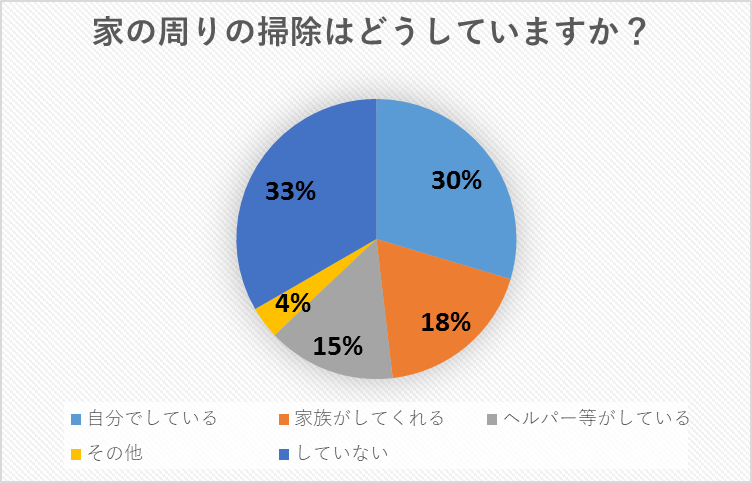 家の周りの掃除はどうしていますか？
30%
18%
15%
4%
33%
自分でしている
家族がしてくれる
ヘルパー等がしている
その他
していない